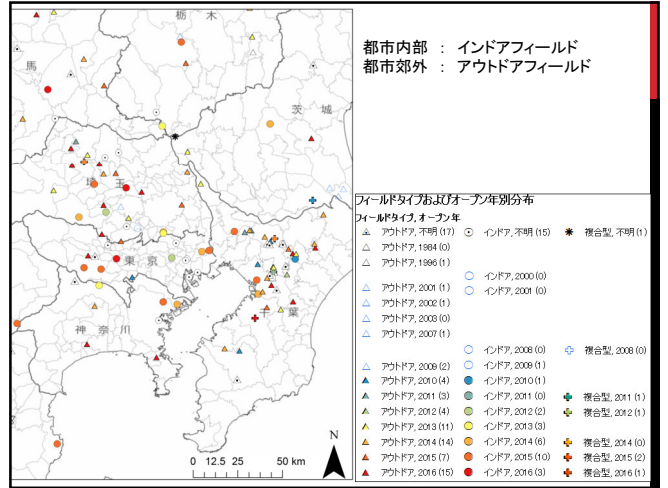 都市内部 : インドアフィールド
都市郊外 : アウトドアフィールド
栃木
馬
茨城
埼玉
東京
千葉
神奈川
N
0 12.5 25 50 km
フィールドタイプおよびオープン年別分布
フィールドタイプ, オープン年
アウトドア, 不明 (17) インドア, 不明 (15) 複合型, 不明 (1)
アウトドア, 1984 (0)
アウトドア, 1996 (1)
インドア, 2000 (0)
アウトドア, 2001 (1) インドア, 2001 (0)
アウトドア, 2002 (1)
アウトドア, 2003 (0)
アウトドア, 2007 (1)
インドア, 2008 (0) 複合型, 2008 (0)
アウトドア, 2009 (2) インドア, 2009 (1)
アウトドア, 2010 (4) インドア, 2010 (1)
アウトドア, 2011 (3) インドア, 2011 (0) 複合型, 2011 (1)
アウトドア, 2012 (4) インドア, 2012 (2) 複合型, 2012 (1)
アウトドア, 2013 (11) インドア, 2013 (3)
アウトドア, 2014 (14) インドア, 2014 (6) 複合型, 2014 (0)
アウトドア, 2015 (7) インドア, 2015 (10) 複合型, 2015 (2)
アウトドア, 2016 (15) インドア, 2016 (3) 複合型, 2016 (1)